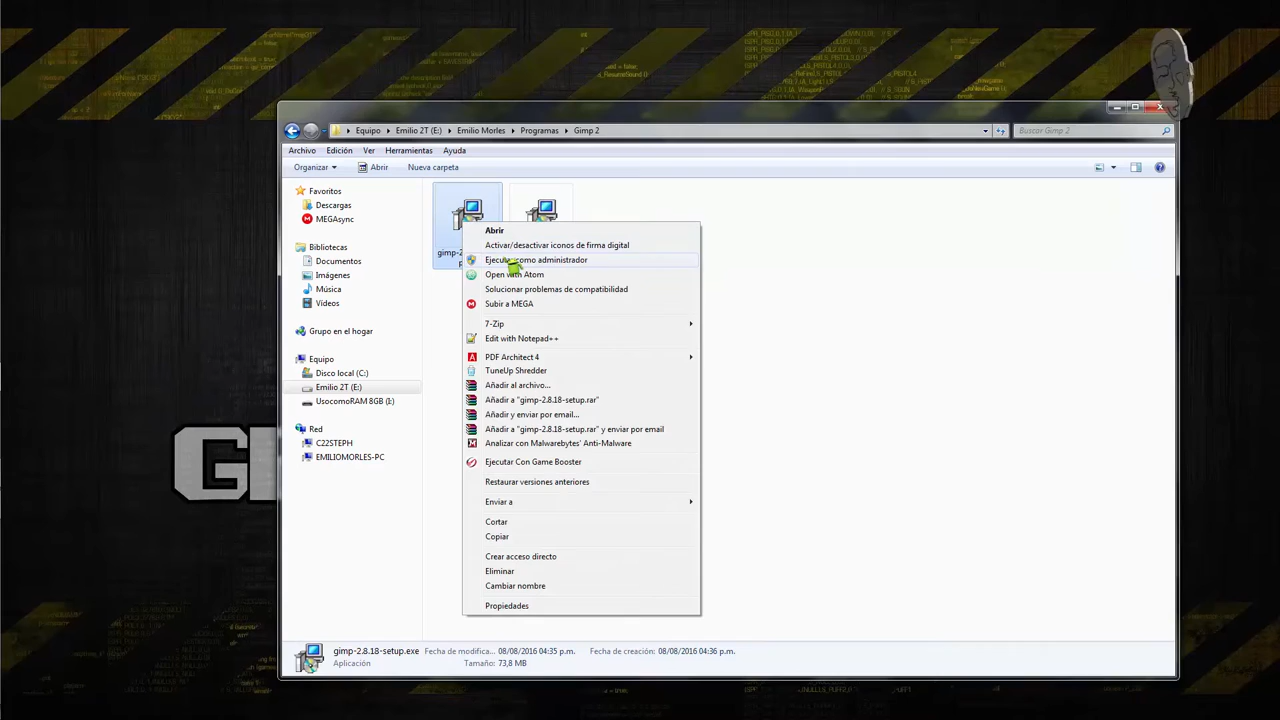 Equipo Emilio 2T (E:) Emilio Morles Programas Gimp 2
Buscar Gimp 2
Archivo Edición Ver Herramientas Ayuda
Organizar Abrir Nueva carpeta
Favoritos
Descargas
MEGAsync
Bibliotecas
Documentos
Imágenes
Música
Vídeos
Grupo en el hogar
Equipo
Disco local (C:)
Emilio 2T (E:)
UsocomoRAM 8GB (I:)
Red
C22STEPH
EMILIOMORLES-PC
Abrir
Activar/desactivar iconos de firma digital
Ejecutar como administrador
Open with Atom
Solucionar problemas de compatibilidad
Subir a MEGA
7-Zip
Edit with Notepad++
PDF Architect 4
TuneUp Shredder
Añadir al archivo...
Añadir a "gimp-2.8.18-setup.rar"
Añadir y enviar por email...
Añadir a "gimp-2.8.18-setup.rar" y enviar por email
Analizar con Malwarebytes' Anti-Malware
Ejecutar Con Game Booster
Restaurar versiones anteriores
Enviar a
Cortar
Copiar
Crear acceso directo
Eliminar
Cambiar nombre
Propiedades
gimp-2.8.18-setup.exe Fecha de modifica... 08/08/2016 04:35 p.m. Fecha de creación: 08/08/2016 04:36 p.m.
Aplicación Tamaño: 73,8 MB